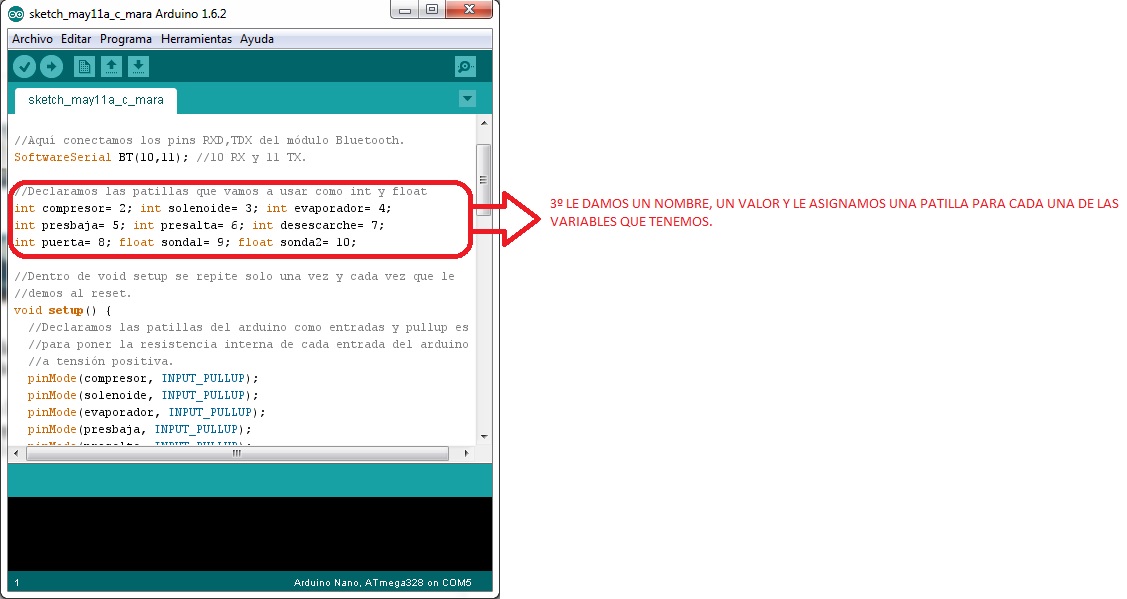 sketch_may11a_c_mara Arduino 1.6.2
Archivo Editar Programa Herramientas Ayuda
sketch_may11a_c_mara
//Aquí conectamos los pins RXD,TDX del módulo Bluetooth.
SoftwareSerial BT(10,11); //10 RX y 11 TX.
//Declaramos las patillas que vamos a usar como int y float
int compresor= 2; int solenoide= 3; int evaporador= 4;
int presbaja= 5; int presalta= 6; int desescarche= 7;
int puerta= 8; float sonda1= 9; float sonda2= 10;
//Dentro de void setup se repite solo una vez y cada vez que le
//demos al reset.
void setup() {
//Declaramos las patillas del arduino como entradas y pullup es
//para poner la resistencia interna de cada entrada del arduino
//a tensión positiva.
pinMode(compresor, INPUT_PULLUP);
pinMode(solenoide, INPUT_PULLUP);
pinMode(evaporador, INPUT_PULLUP);
pinMode(presbaja, INPUT_PULLUP);
pinMode(presalta, INPUT_PULLUP);
1
Arduino Nano, ATmega328 on COM5
3º LE DAMOS UN NOMBRE, UN VALOR Y LE ASIGNAMOS UNA PATILLA PARA CADA UNA DE LAS
VARIABLES QUE TENEMOS.